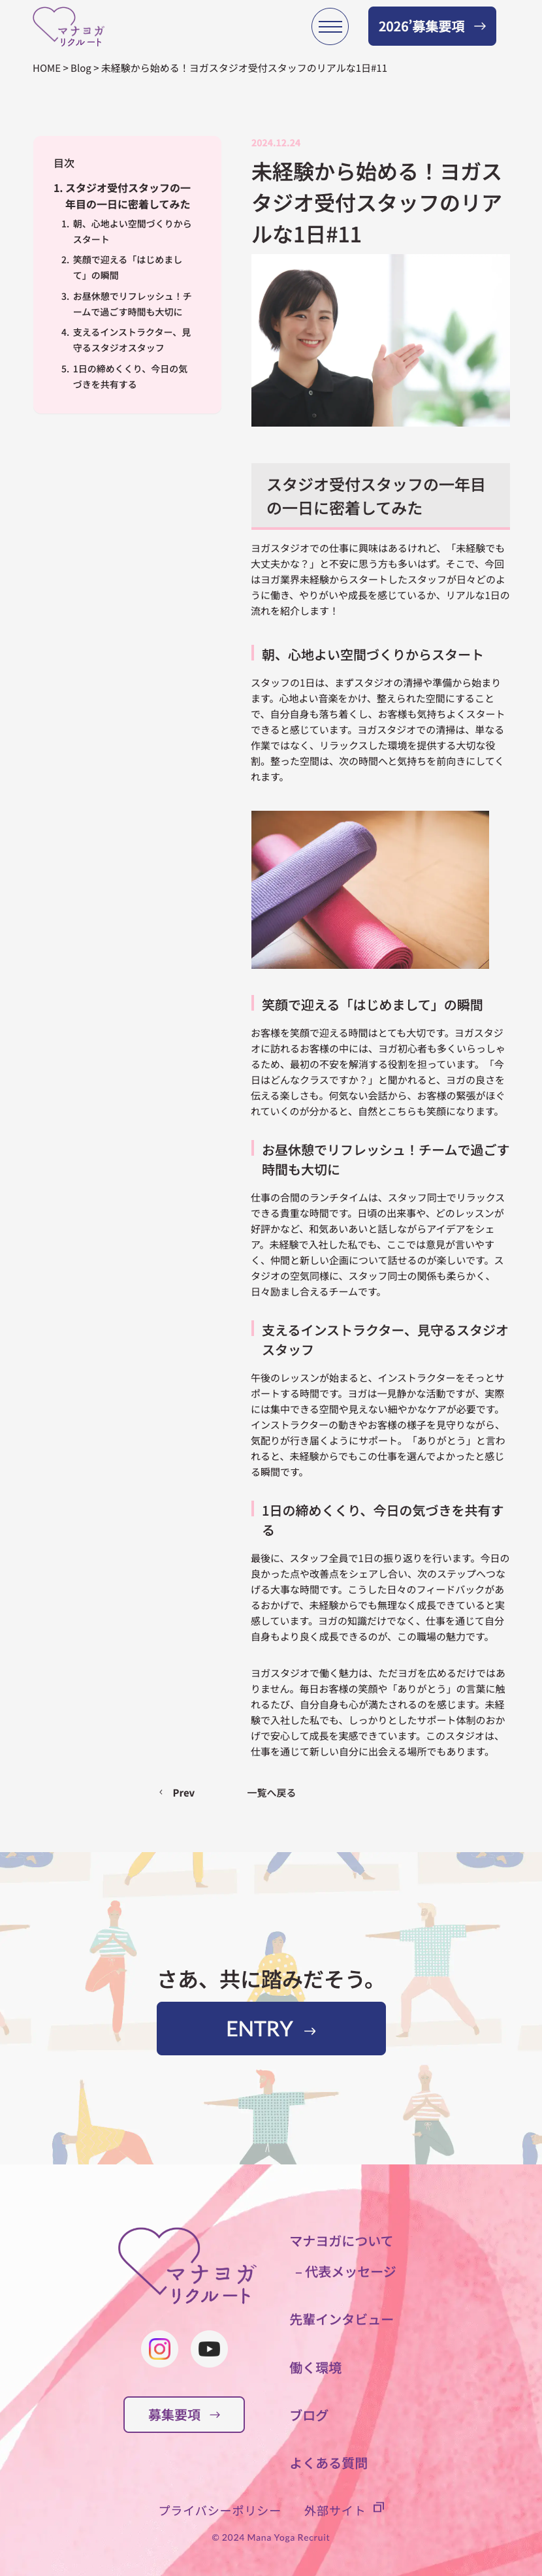 マナヨガ
リクルート
2026’募集要項 →
HOME > Blog > 未経験から始める！ヨガスタジオ受付スタッフのリアルな1日#11
目次
1. スタジオ受付スタッフの一
年目の一日に密着してみた
1. 朝、心地よい空間づくりから
スタート
2. 笑顔で迎える「はじめまし
て」の瞬間
3. お昼休憩でリフレッシュ！チ
ームで過ごす時間も大切に
4. 支えるインストラクター、見
守るスタジオスタッフ
5. 1日の締めくくり、今日の気
づきを共有する
2024.12.24
未経験から始める！ヨガス
タジオ受付スタッフのリア
ルな1日#11
スタジオ受付スタッフの一年目
の一日に密着してみた
ヨガスタジオでの仕事に興味はあるけれど、「未経験でも
大丈夫かな？」と不安に思う方も多いはず。そこで、今回
はヨガ業界未経験からスタートしたスタッフが日々どのよ
うに働き、やりがいや成長を感じているか、リアルな1日の
流れを紹介します！
朝、心地よい空間づくりからスタート
スタッフの1日は、まずスタジオの清掃や準備から始まり
ます。心地よい音楽をかけ、整えられた空間にすること
で、自分自身も落ち着くし、お客様も気持ちよくスタート
できると感じています。ヨガスタジオでの清掃は、単なる
作業ではなく、リラックスした環境を提供する大切な役
割。整った空間は、次の時間へと気持ちを前向きにしてく
れます。
笑顔で迎える「はじめまして」の瞬間
お客様を笑顔で迎える時間はとても大切です。ヨガスタジ
オに訪れるお客様の中には、ヨガ初心者も多くいらっしゃ
るため、最初の不安を解消する役割を担っています。「今
日はどんなクラスですか？」と聞かれると、ヨガの良さを
伝える楽しさも。何気ない会話から、お客様の緊張がほぐ
れていくのが分かると、自然とこちらも笑顔になります。
お昼休憩でリフレッシュ！チームで過ごす
時間も大切に
仕事の合間のランチタイムは、スタッフ同士でリラックス
できる貴重な時間です。日頃の出来事や、どのレッスンが
好評かなど、和気あいあいと話しながらアイデアをシェ
ア。未経験で入社した私でも、ここでは意見が言いやす
く、仲間と新しい企画について話せるのが楽しいです。ス
タジオの空気同様に、スタッフ同士の関係も柔らかく、
日々励まし合えるチームです。
支えるインストラクター、見守るスタジオ
スタッフ
午後のレッスンが始まると、インストラクターをそっとサ
ポートする時間です。ヨガは一見静かな活動ですが、実際
には集中できる空間や見えない細やかなケアが必要です。
インストラクターの動きやお客様の様子を見守りながら、
気配りが行き届くようにサポート。「ありがとう」と言わ
れると、未経験からでもこの仕事を選んでよかったと感じ
る瞬間です。
1日の締めくくり、今日の気づきを共有す
る
最後に、スタッフ全員で1日の振り返りを行います。今日の
良かった点や改善点をシェアし合い、次のステップへつな
げる大事な時間です。こうした日々のフィードバックがあ
るおかげで、未経験からでも無理なく成長できていると実
感しています。ヨガの知識だけでなく、仕事を通じて自分
自身もより良く成長できるのが、この職場の魅力です。
ヨガスタジオで働く魅力は、ただヨガを広めるだけではあ
りません。毎日お客様の笑顔や「ありがとう」の言葉に触
れるたび、自分自身も心が満たされるのを感じます。未経
験で入社した私でも、しっかりとしたサポート体制のおか
げで安心して成長を実感できています。このスタジオは、
仕事を通じて新しい自分に出会える場所でもあります。
‹ Prev 一覧へ戻る
さあ、共に踏みだそう。
ENTRY →
マナヨガ
リクルート
募集要項 →
マナヨガについて
– 代表メッセージ
先輩インタビュー
働く環境
ブログ
よくある質問
プライバシーポリシー 外部サイト
© 2024 Mana Yoga Recruit